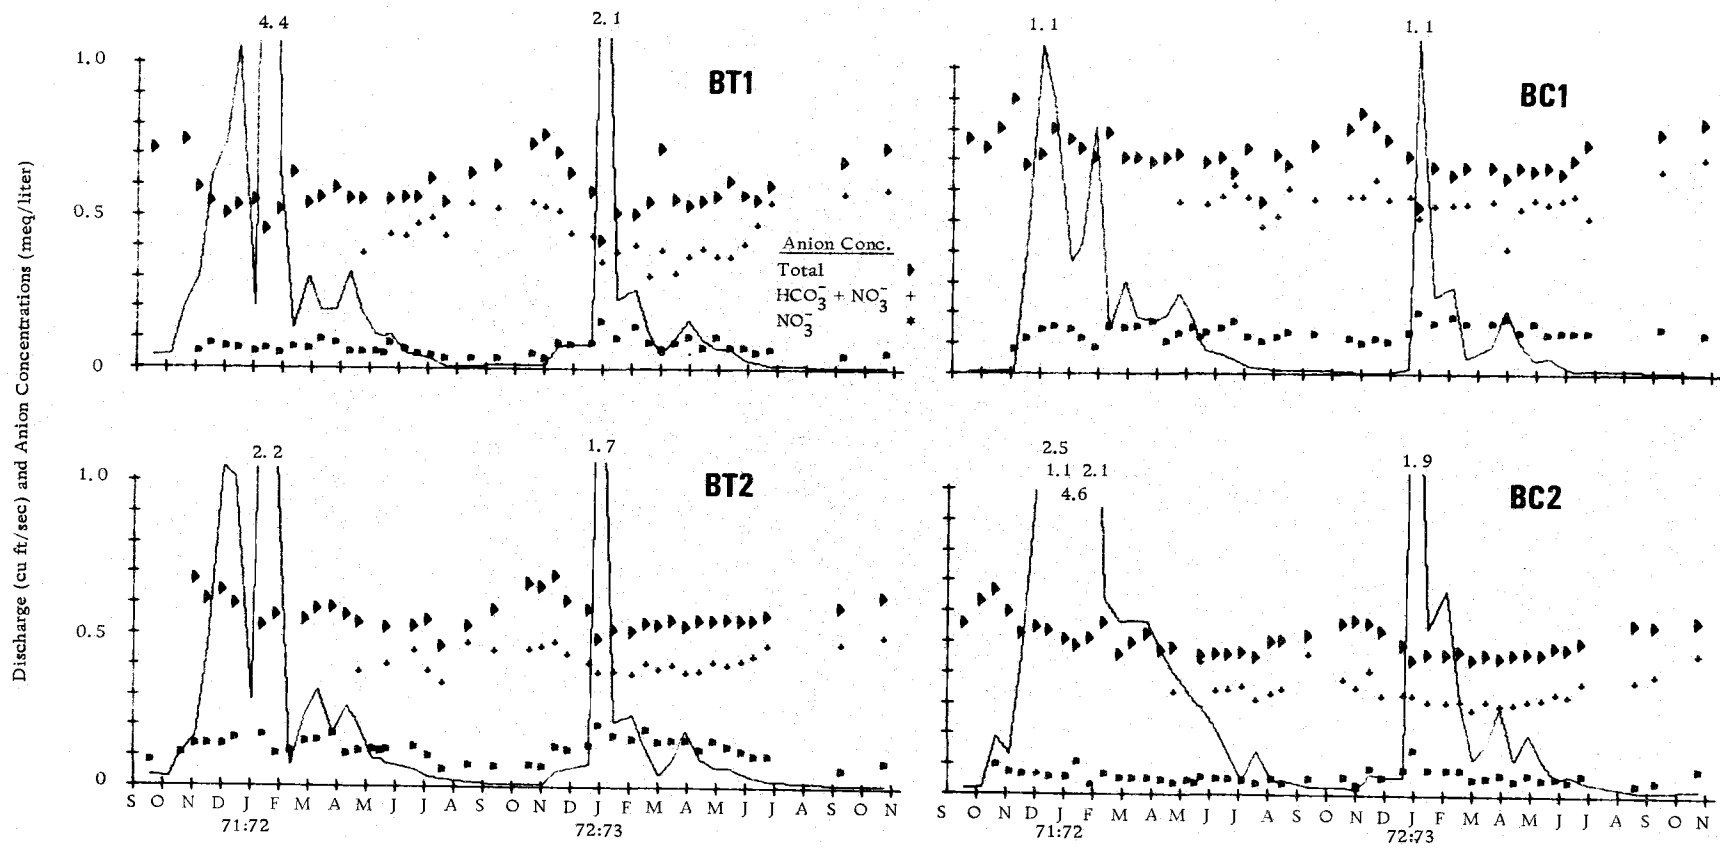 Discharge (cu ft/sec) and Anion Concentrations (meq/liter)
4.4
2.1
1.0
0.5
0
BT1
Anion Conc.
Total
HCO₃⁻ + NO₃⁻ +
NO₃⁻ *
1.1
1.1
BC1
2.2
1.7
1.0
0.5
0
BT2
S O N D J F M A M J J A S O N D J F M A M J J A S O N
71:72
72:73
2.5
1.1 2.1
4.6
1.9
BC2
S O N D J F M A M J J A S O N D J F M A M J J A S O N
71:72
72:73